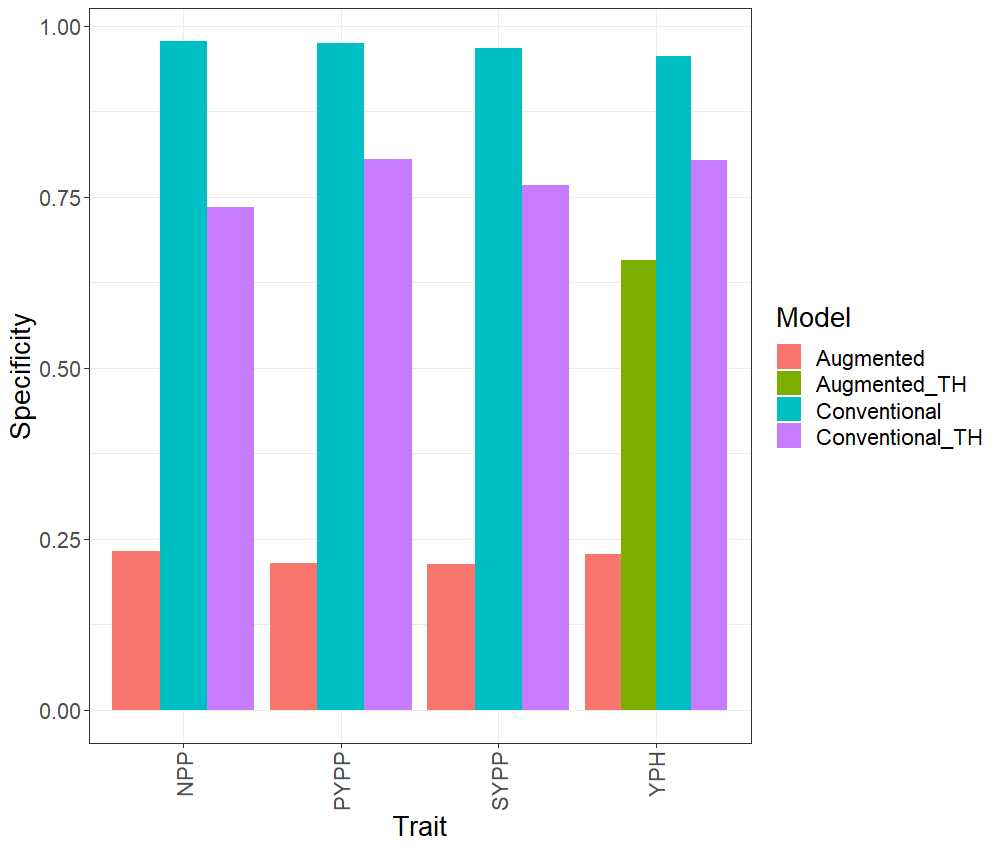 1.00
0.75
0.50
0.25
0.00
Specificity
NPP
PYPP
SYPP
YPH
Trait
Model
Augmented
Augmented_TH
Conventional
Conventional_TH